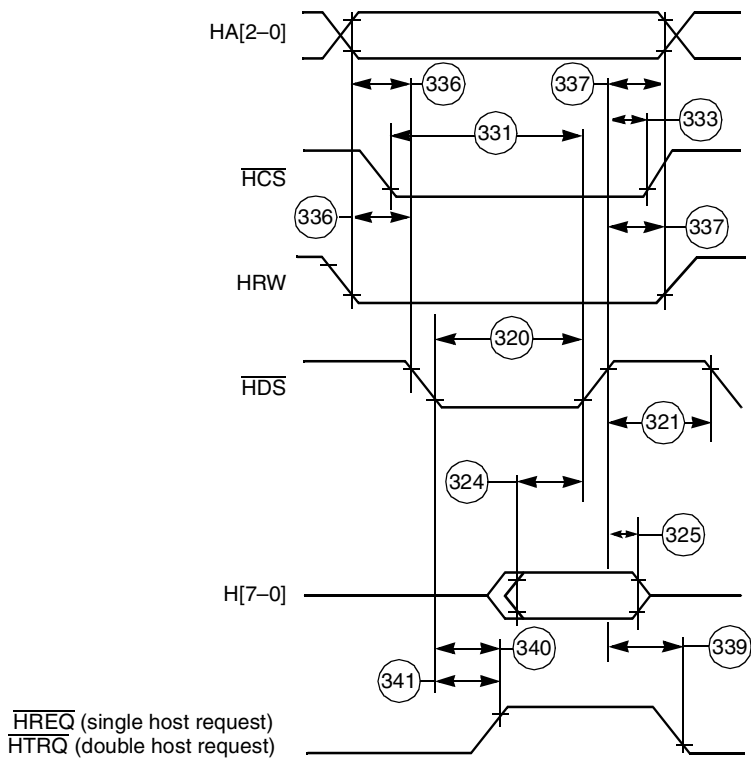 HA[2–0]
336
337
333
331
HCS
336
337
HRW
320
HDS
321
324
325
H[7–0]
340
339
341
HREQ (single host request)
HTRQ (double host request)